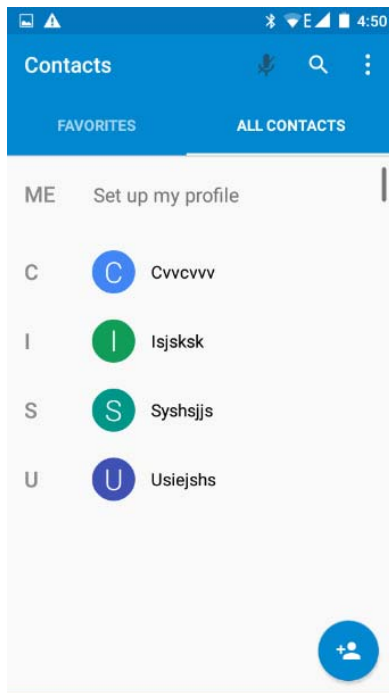 E 4:50
Contacts
FAVORITES ALL CONTACTS
ME Set up my profile
C C Cvvcvvv
I I Isjsksk
S S Syshsjjs
U U Usiejshs